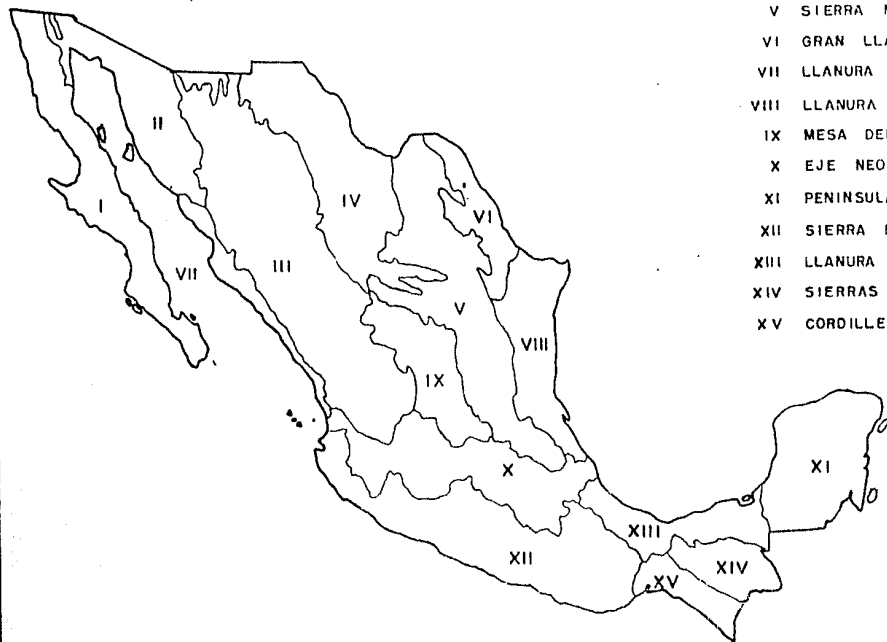 V SIERRA
VI GRAN
VII LLANURA
VIII LLANURA
IX MESA
X EJE
XI PENINSULA
XII SIERRA
XIII LLANURA
XIV SIERRAS
XV
II
I
IV
VI
VII
III
V
VIII
IX
X
XI
XIII
XII
XV
XIV